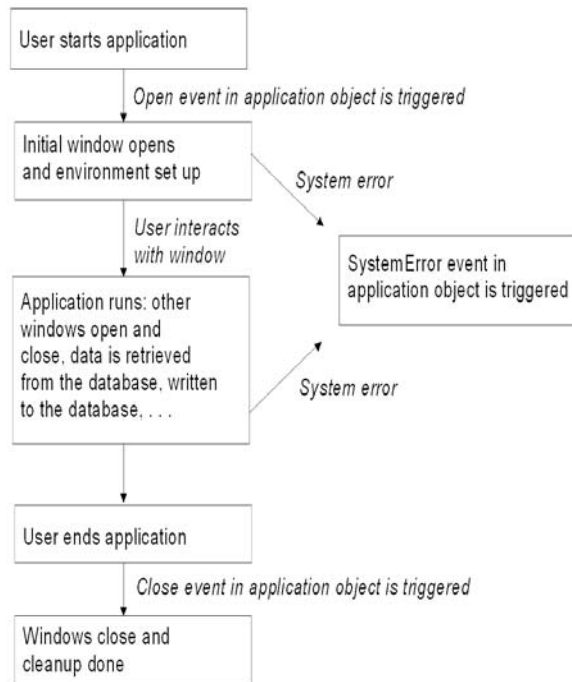 User starts application
Open event in application object is triggered
Initial window opens
and environment set up
System error
User interacts
with window
SystemError event in
application object is triggered
Application runs: other
windows open and
close, data is retrieved
from the database, written
to the database, . . .
System error
User ends application
Close event in application object is triggered
Windows close and
cleanup done